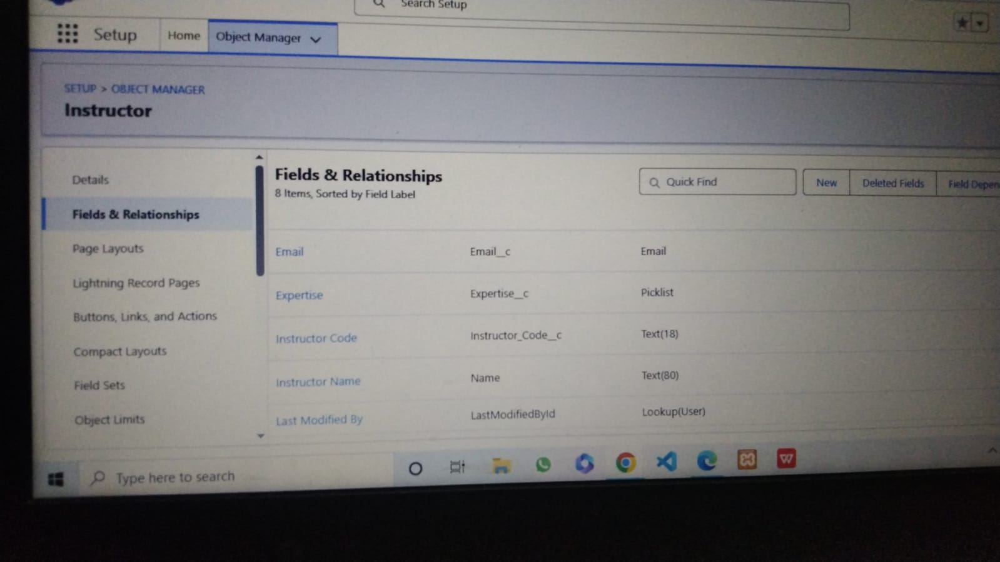 Search Setup
Setup
Home
Object Manager
SETUP > OBJECT MANAGER
Instructor
Details
Fields & Relationships
Page Layouts
Lightning Record Pages
Buttons, Links, and Actions
Compact Layouts
Field Sets
Object Limits
Fields & Relationships
8 Items, Sorted by Field Label
Quick Find
New
Deleted Fields
Field Depen
Email Email__c Email
Expertise Expertise__c Picklist
Instructor Code Instructor_Code__c Text(18)
Instructor Name Name Text(80)
Last Modified By LastModifiedById Lookup(User)
Type here to search